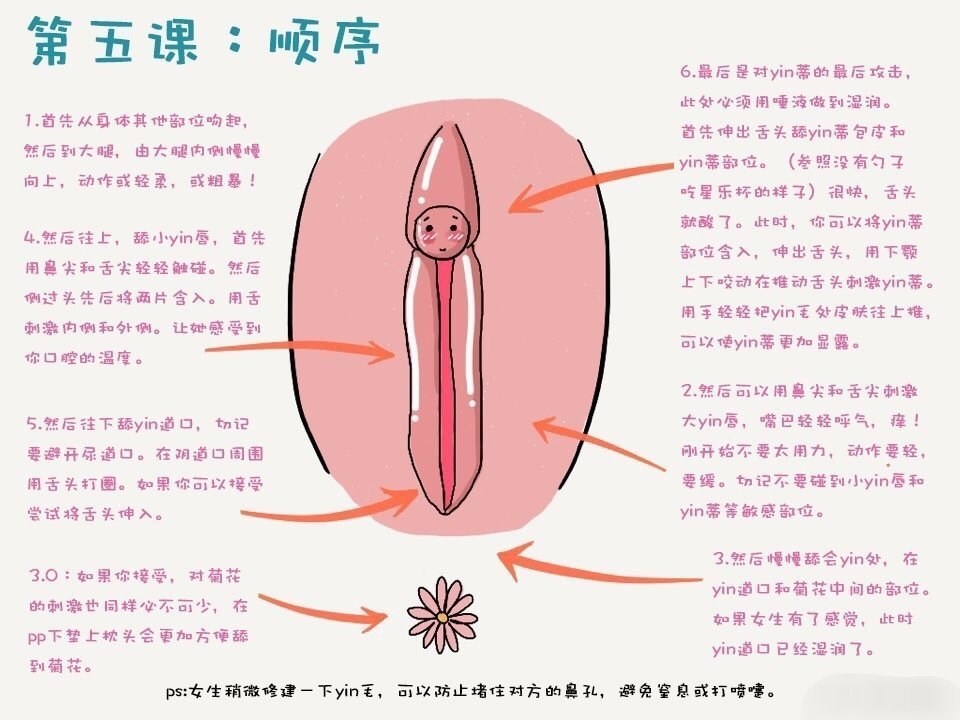 第五课：顺序
1.首先从身体其他部位吻起，
然后到大腿，由大腿内侧慢慢
向上，动作或轻柔，或粗暴！
4.然后往上，舔小yin唇，首先
用鼻尖和舌尖轻轻触碰。然后
侧过头先后将两片含入。用舌
刺激内侧和外侧。让她感受到
你口腔的温度。
5.然后往下舔yin道口，切记
要避开尿道口。在阴道口周围
用舌头打圈。如果你可以接受
尝试将舌头伸入。
3.0：如果你接受，对菊花
的刺激也同样必不可少，在
pp下垫上枕头会更加方便舔
到菊花。
6.最后是对yin蒂的最后攻击，
此处必须用唾液做到湿润。
首先伸出舌头舔yin蒂包皮和
yin蒂部位。（参照没有勺子
吃星乐杯的样子）很快，舌头
就酸了。此时，你可以将yin蒂
部位含入，伸出舌头，用下颚
上下咬动在推动舌头刺激yin蒂。
用手轻轻把yin毛处皮肤往上推，
可以使yin蒂更加显露。
2.然后可以用鼻尖和舌尖刺激
大yin唇，嘴巴轻轻呼气，痒！
刚开始不要太用力，动作要轻，
要缓。切记不要碰到小yin唇和
yin蒂等敏感部位。
3.然后慢慢舔会yin处，在
yin道口和菊花中间的部位。
如果女生有了感觉，此时
yin道口已经湿润了。
ps:女生稍微修建一下yin毛，可以防止堵住对方的鼻孔，避免窒息或打喷嚏。